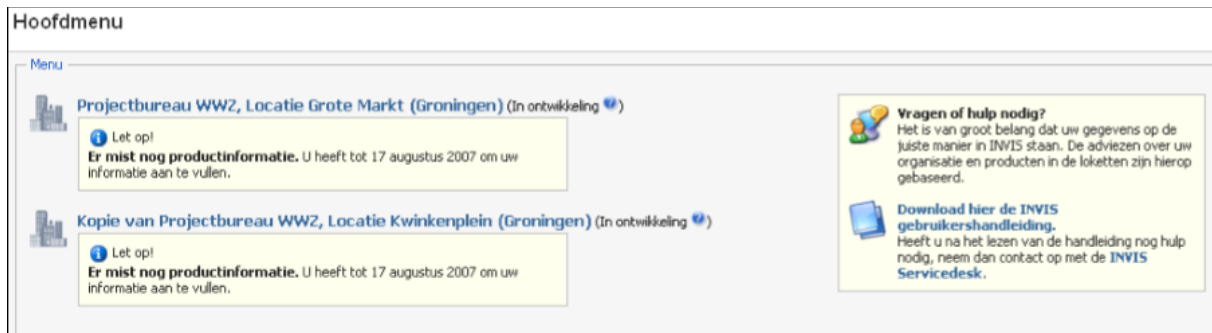 Hoofdmenu
Menu
Projectbureau WWZ, Locatie Grote Markt (Groningen) (In ontwikkeling ?)
Let op!
Er mist nog productinformatie. U heeft tot 17 augustus 2007 om uw
informatie aan te vullen.
Kopie van Projectbureau WWZ, Locatie Kwinkenplein (Groningen) (In ontwikkeling ?)
Let op!
Er mist nog productinformatie. U heeft tot 17 augustus 2007 om uw
informatie aan te vullen.
Vragen of hulp nodig?
Het is van groot belang dat uw gegevens op de
juiste manier in INVIS staan. De adviezen over uw
organisatie en producten in de loketten zijn hierop
gebaseerd.
Download hier de INVIS
gebruikershandleiding.
Heeft u na het lezen van de handleiding nog hulp
nodig, neem dan contact op met de INVIS
Servicedesk.